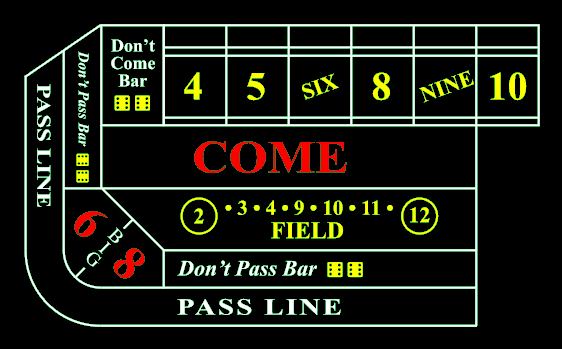 Don't
Come
Bar
4 5 SIX 8 NINE 10
Don't Pass Bar
PASS LINE
COME
2 • 3 • 4 • 9 • 10 • 11 • 12
FIELD
6 8
BIG
Don't Pass Bar
PASS LINE